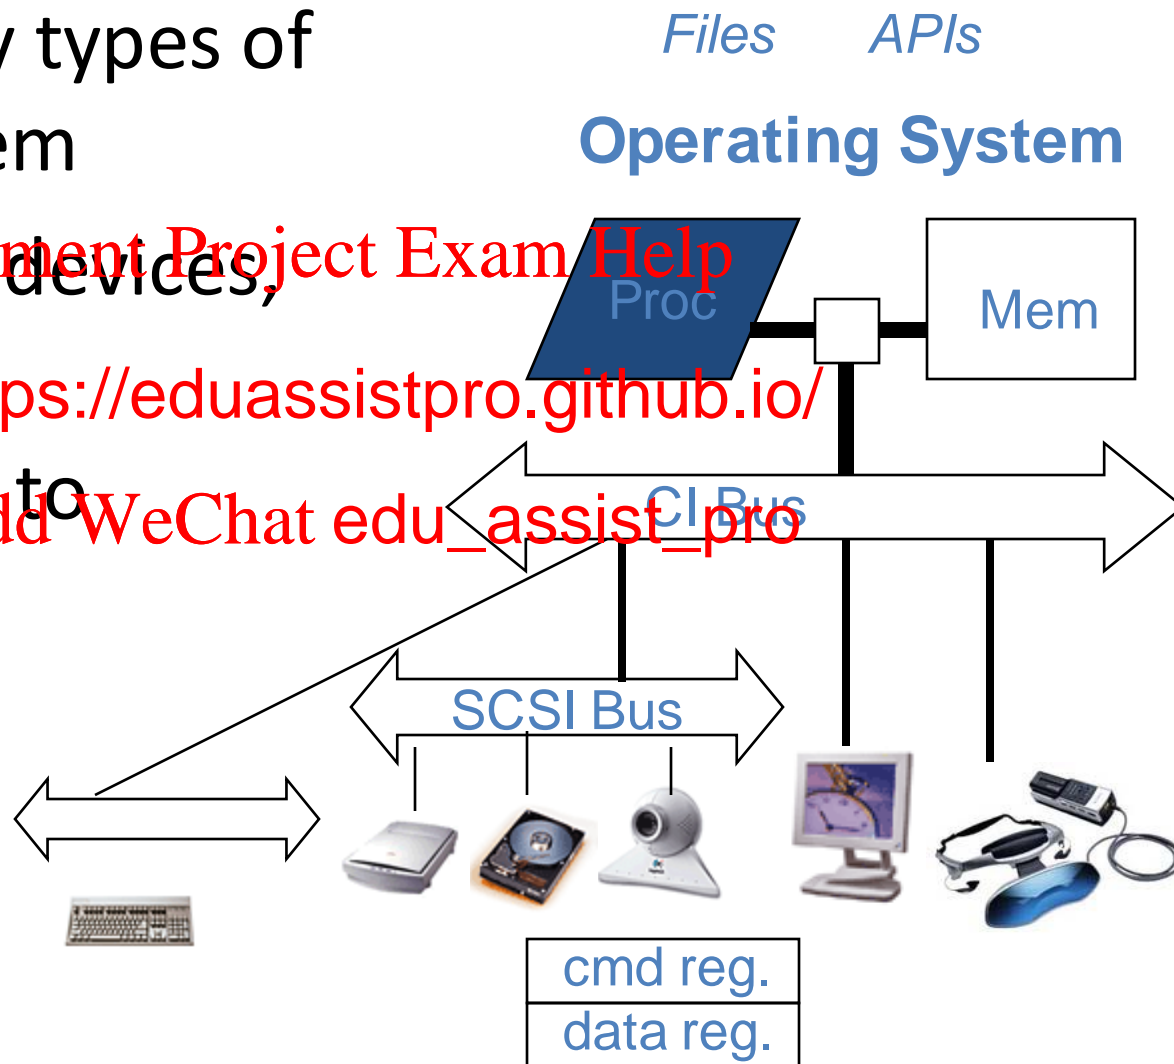 y types of
em
devices,
to
Files APIs
Operating System
ment Project Exam Help
Proc
Mem
ps://eduassistpro.github.io/
dd WeChat edu_assist_pro
CI Bus
SCSI Bus
cmd reg.
data reg.